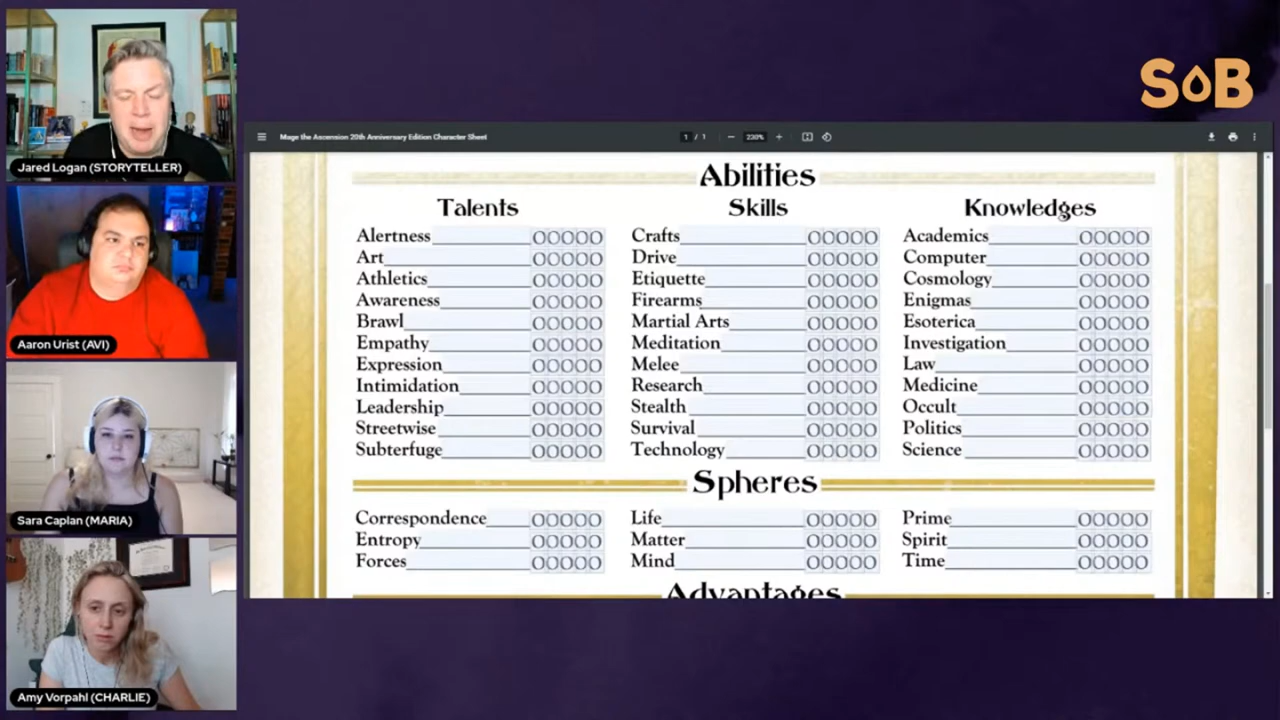 SOB
Jared Logan (STORYTELLER)
Aaron Urist (AVI)
Sara Caplan (MARIA)
Amy Vorpahl (CHARLIE)
Mage the Ascension 20th Anniversary Edition Character Sheet
1 / 1
230%
Abilities
Talents Skills Knowledges
Alertness Crafts Academics
Art Drive Computer
Athletics Etiquette Cosmology
Awareness Firearms Enigmas
Brawl Martial Arts Esoterica
Empathy Meditation Investigation
Expression Melee Law
Intimidation Research Medicine
Leadership Stealth Occult
Streetwise Survival Politics
Subterfuge Technology Science
Spheres
Correspondence Life Prime
Entropy Matter Spirit
Forces Mind Time
Advantages